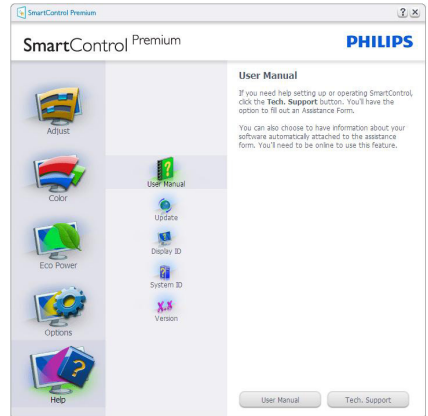 SmartControl Premium
SmartControl Premium
PHILIPS
Adjust
Color
Eco Power
Options
Help
User Manual
Update
Display ID
System ID
X.X
Version
User Manual
If you need help setting up or operating SmartControl,
click the Tech. Support button. You'll have the
option to fill out an Assistance Form.
You can also choose to have information about your
software automatically attached to the assistance
form. You'll need to be online to use this feature.
User Manual
Tech. Support